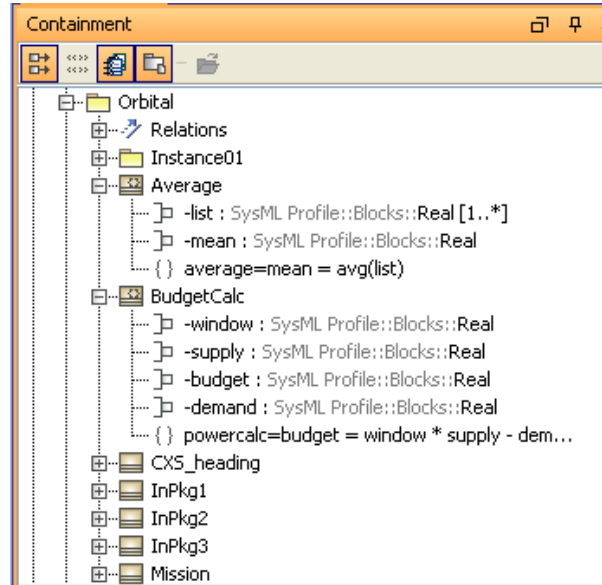 Containment
Orbital
Relations
Instance01
Average
-list : SysML Profile::Blocks::Real [1..*]
-mean : SysML Profile::Blocks::Real
{ } average=mean = avg(list)
BudgetCalc
-window : SysML Profile::Blocks::Real
-supply : SysML Profile::Blocks::Real
-budget : SysML Profile::Blocks::Real
-demand : SysML Profile::Blocks::Real
{ } powercalc=budget = window * supply - dem...
CXS_heading
InPkg1
InPkg2
InPkg3
Mission